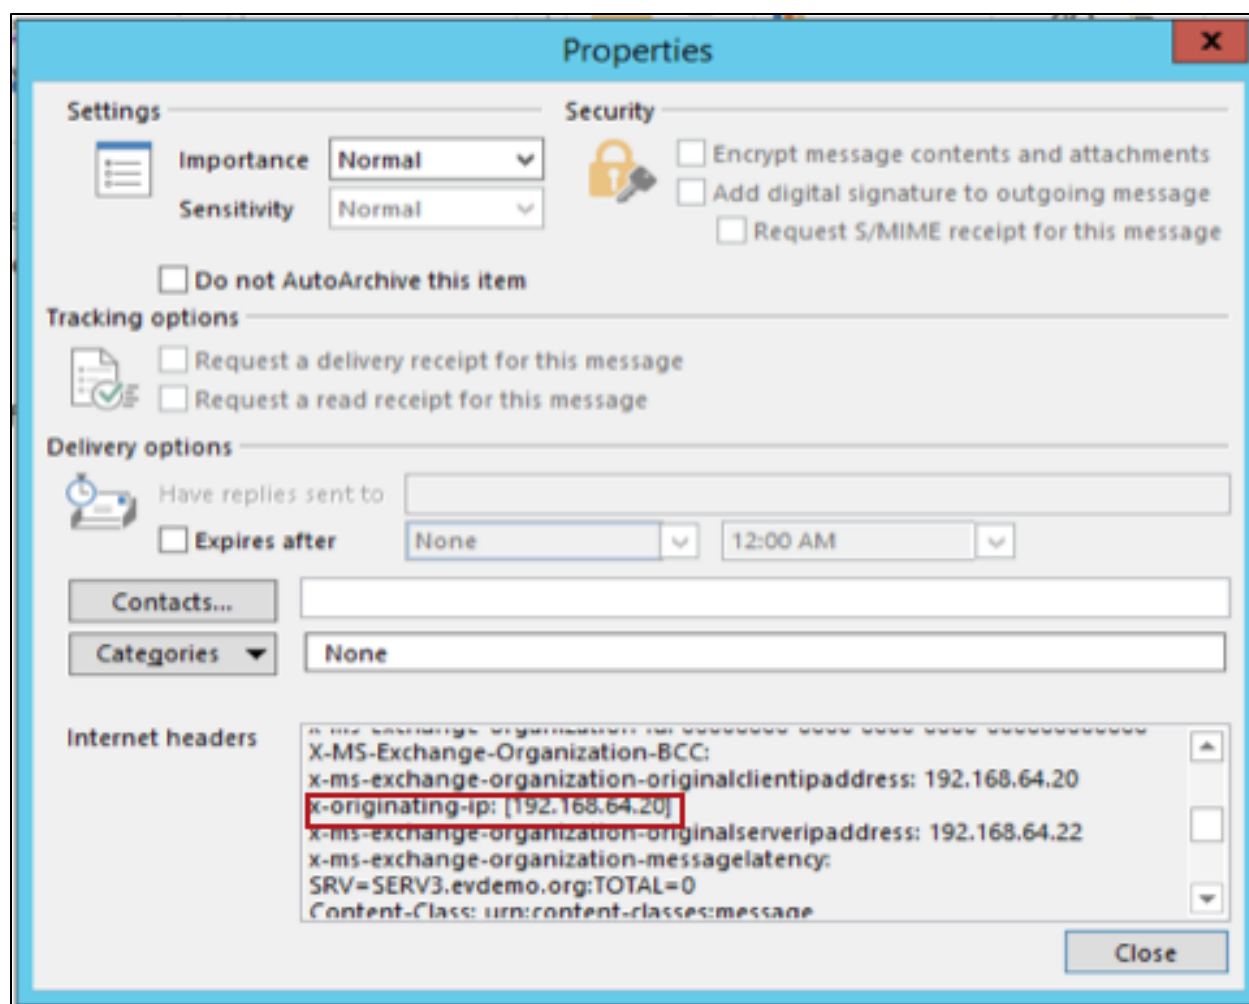 Properties
Settings
Security
Importance Normal
Encrypt message contents and attachments
Sensitivity Normal
Add digital signature to outgoing message
Request S/MIME receipt for this message
Do not AutoArchive this item
Tracking options
Request a delivery receipt for this message
Request a read receipt for this message
Delivery options
Have replies sent to
Expires after None 12:00 AM
Contacts...
Categories None
Internet headers
X-MS-Exchange-Organization-BCC:
x-ms-exchange-organization-originalclientipaddress: 192.168.64.20
x-originating-ip: [192.168.64.20]
x-ms-exchange-organization-originalserveripaddress: 192.168.64.22
x-ms-exchange-organization-messagelatency:
SRV=SERV3.evdemo.org:TOTAL=0
Content-Class: urn:content-classes:message
Close